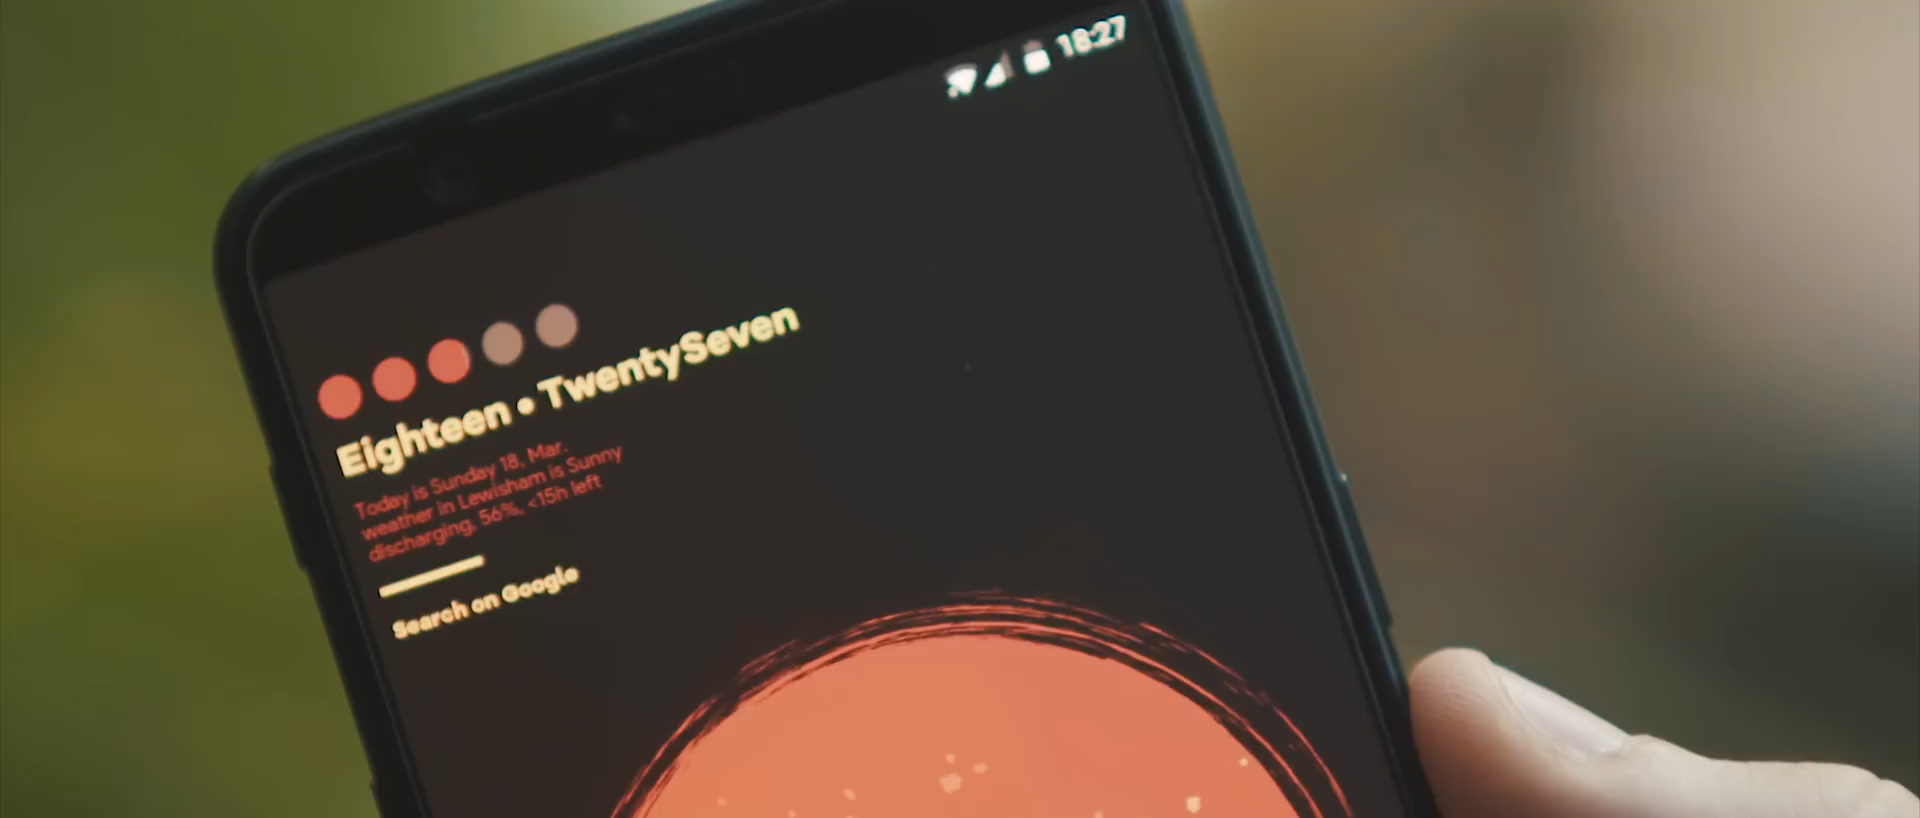 18:27
Eighteen • TwentySeven
Today is Sunday 18, Mar.
weather in Lewisham is Sunny
discharging, 56%, <15h left
Search on Google